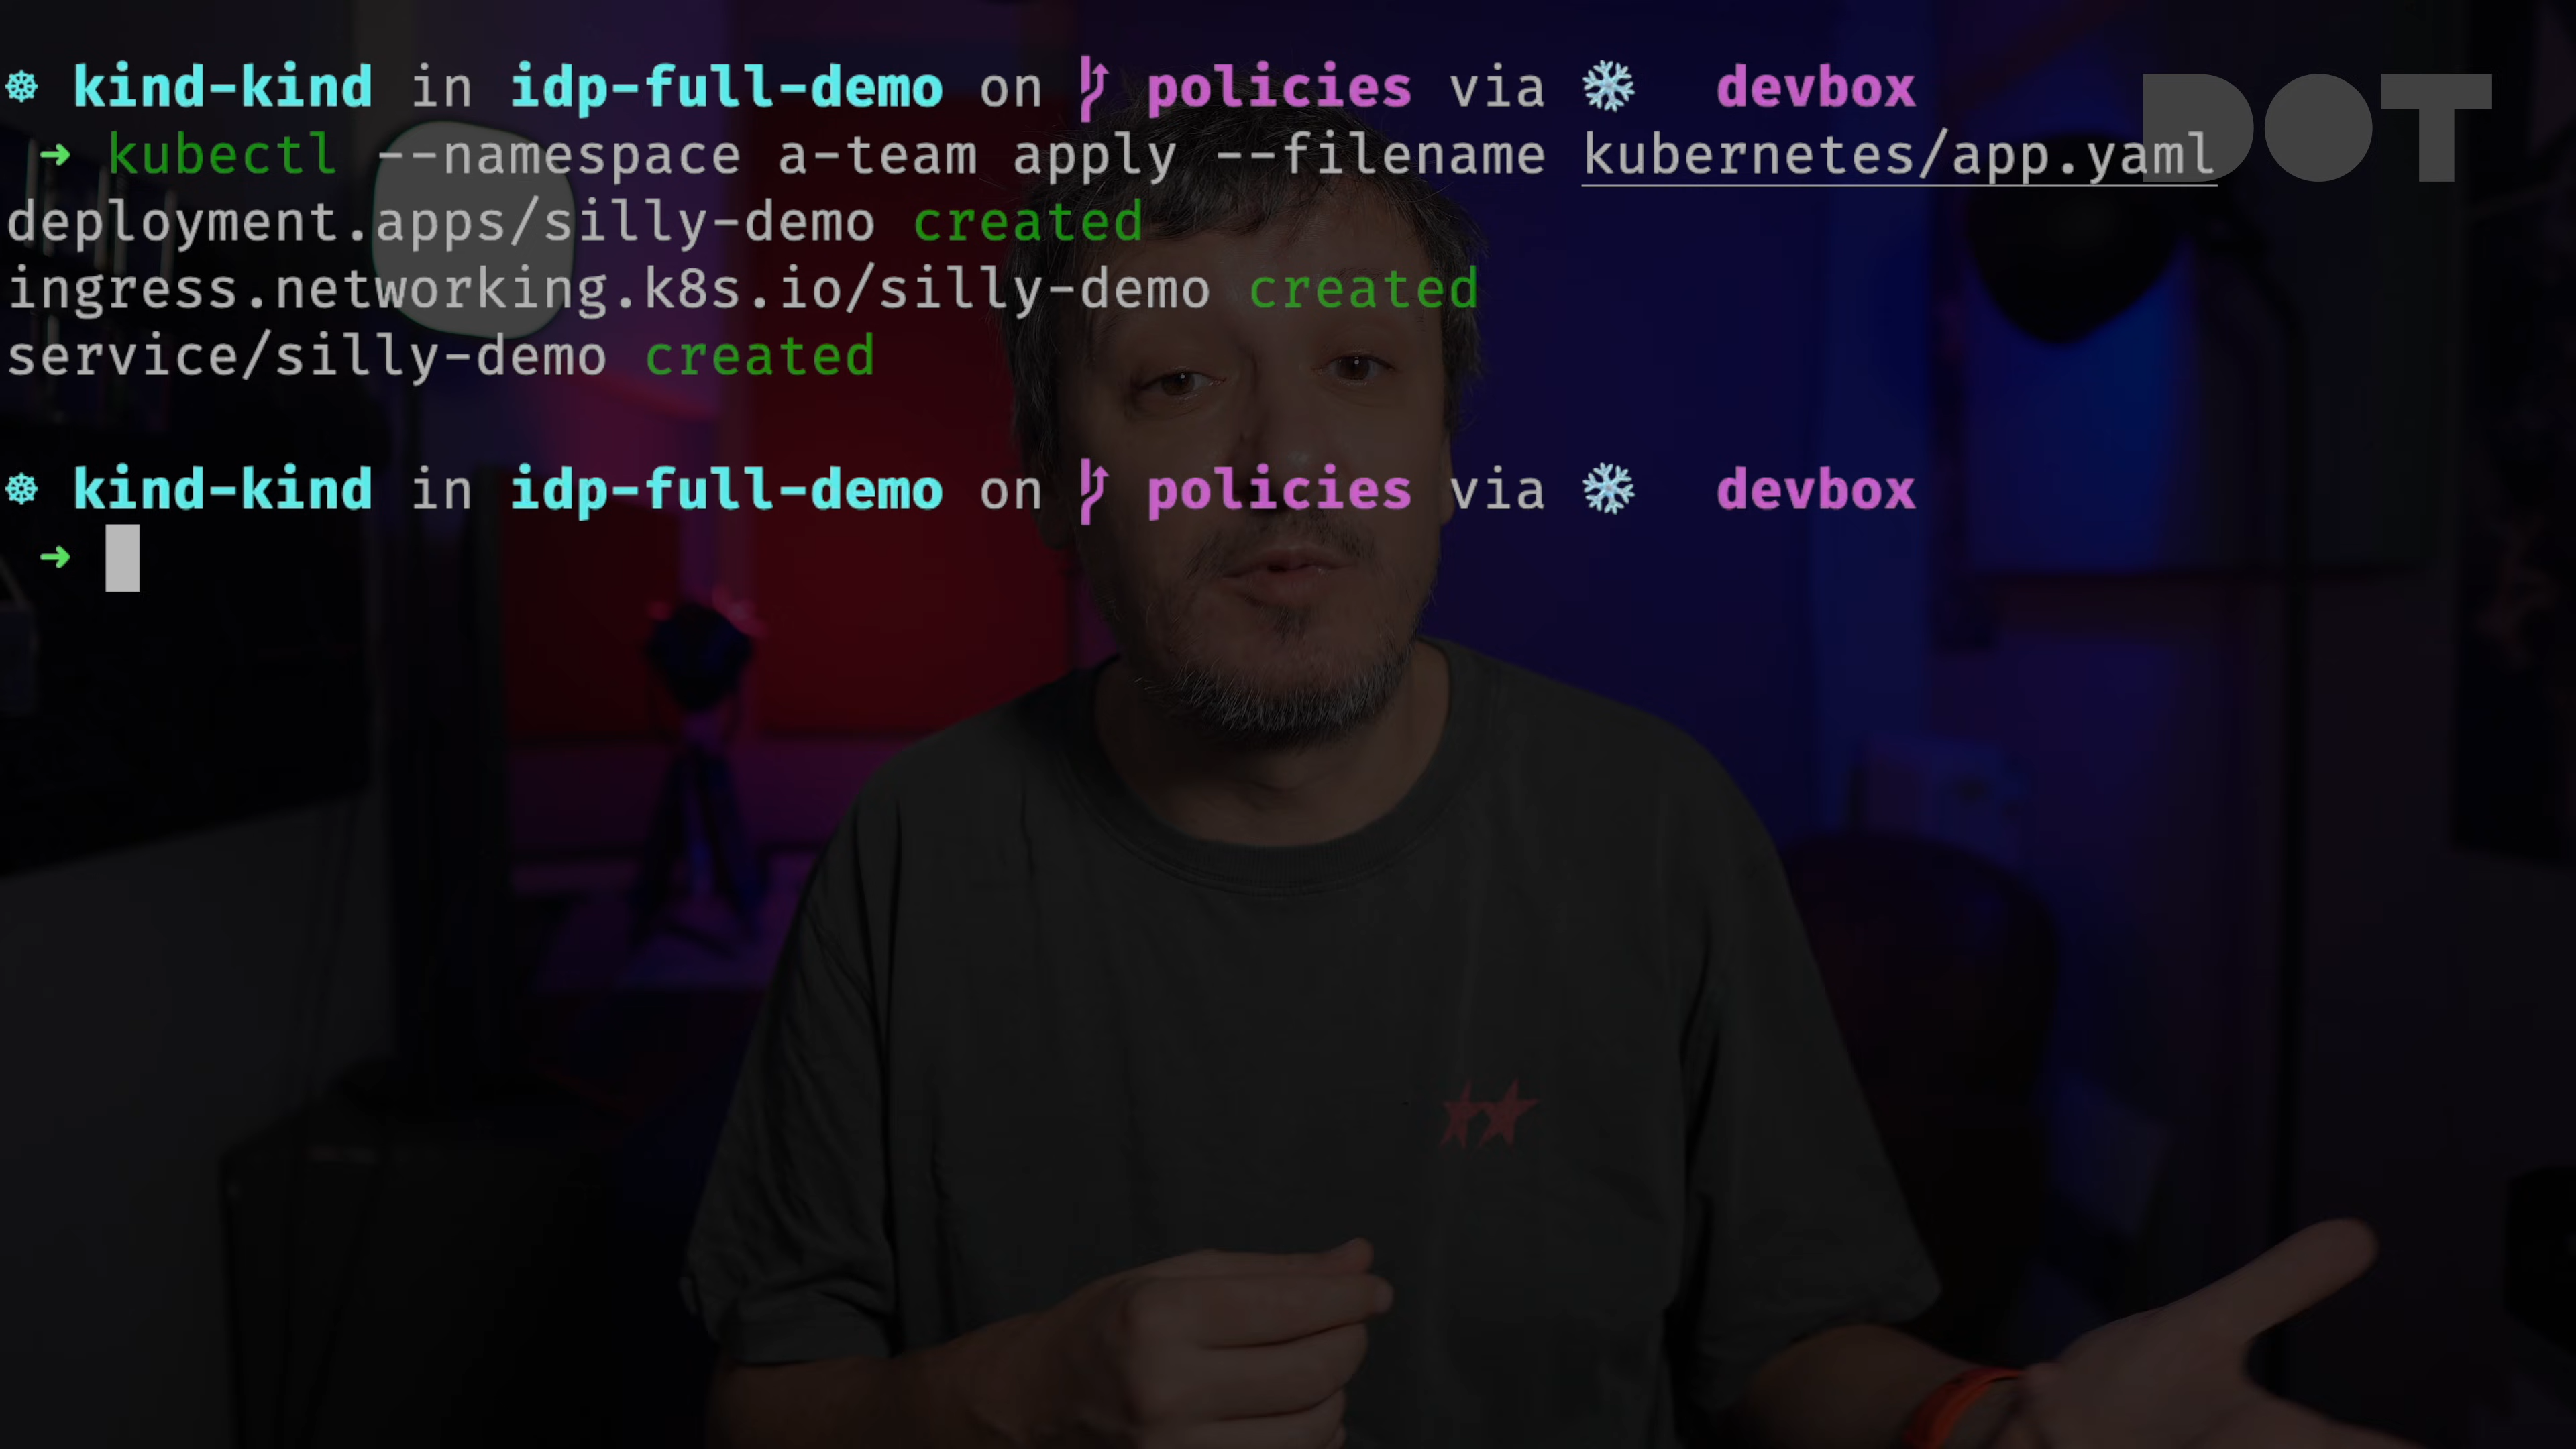 ☸ kind-kind in idp-full-demo on policies via ❄ devbox
DOT
➜ kubectl --namespace a-team apply --filename kubernetes/app.yaml
deployment.apps/silly-demo created
ingress.networking.k8s.io/silly-demo created
service/silly-demo created
☸ kind-kind in idp-full-demo on policies via ❄ devbox
➜